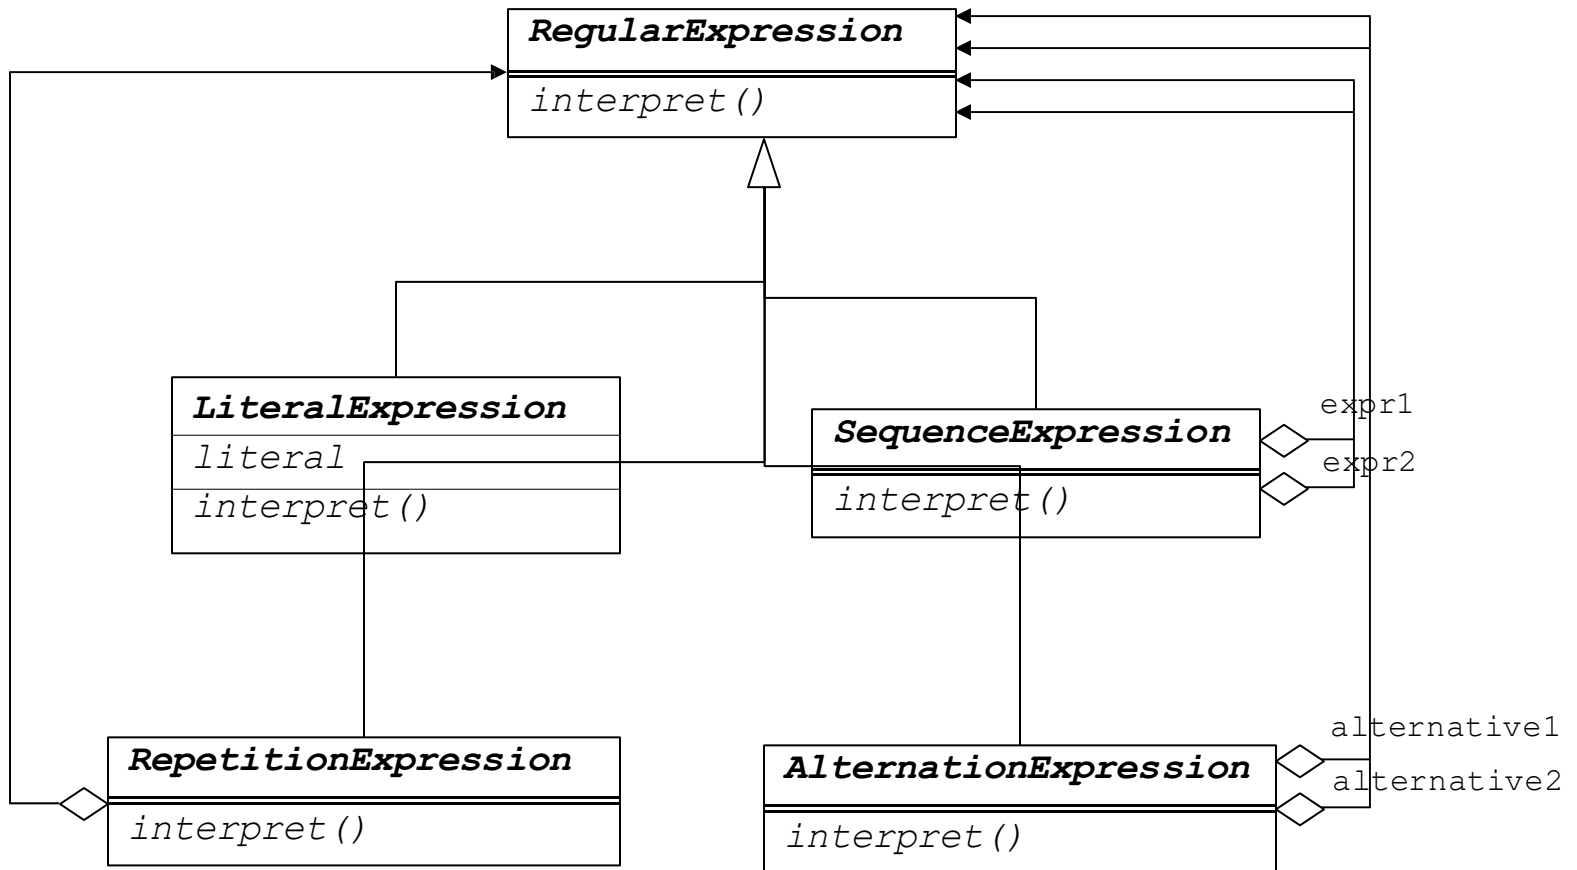 RegularExpression
interpret()
LiteralExpression
literal
interpret()
SequenceExpression
interpret()
expr1
expr2
RepetitionExpression
interpret()
AlternationExpression
interpret()
alternative1
alternative2